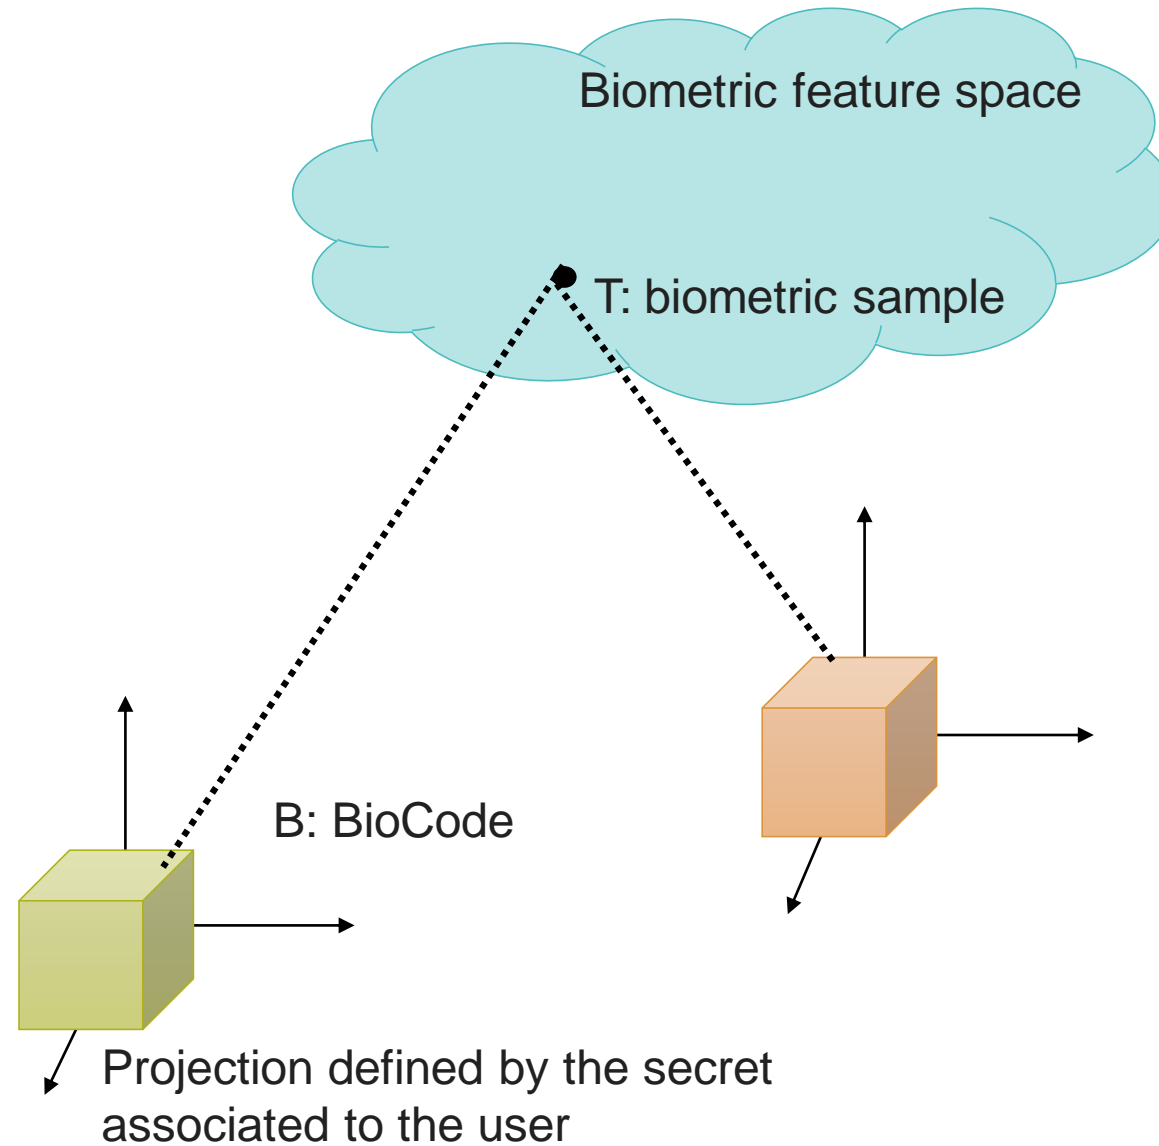 Biometric feature space
T: biometric sample
B: BioCode
Projection defined by the secret
associated to the user